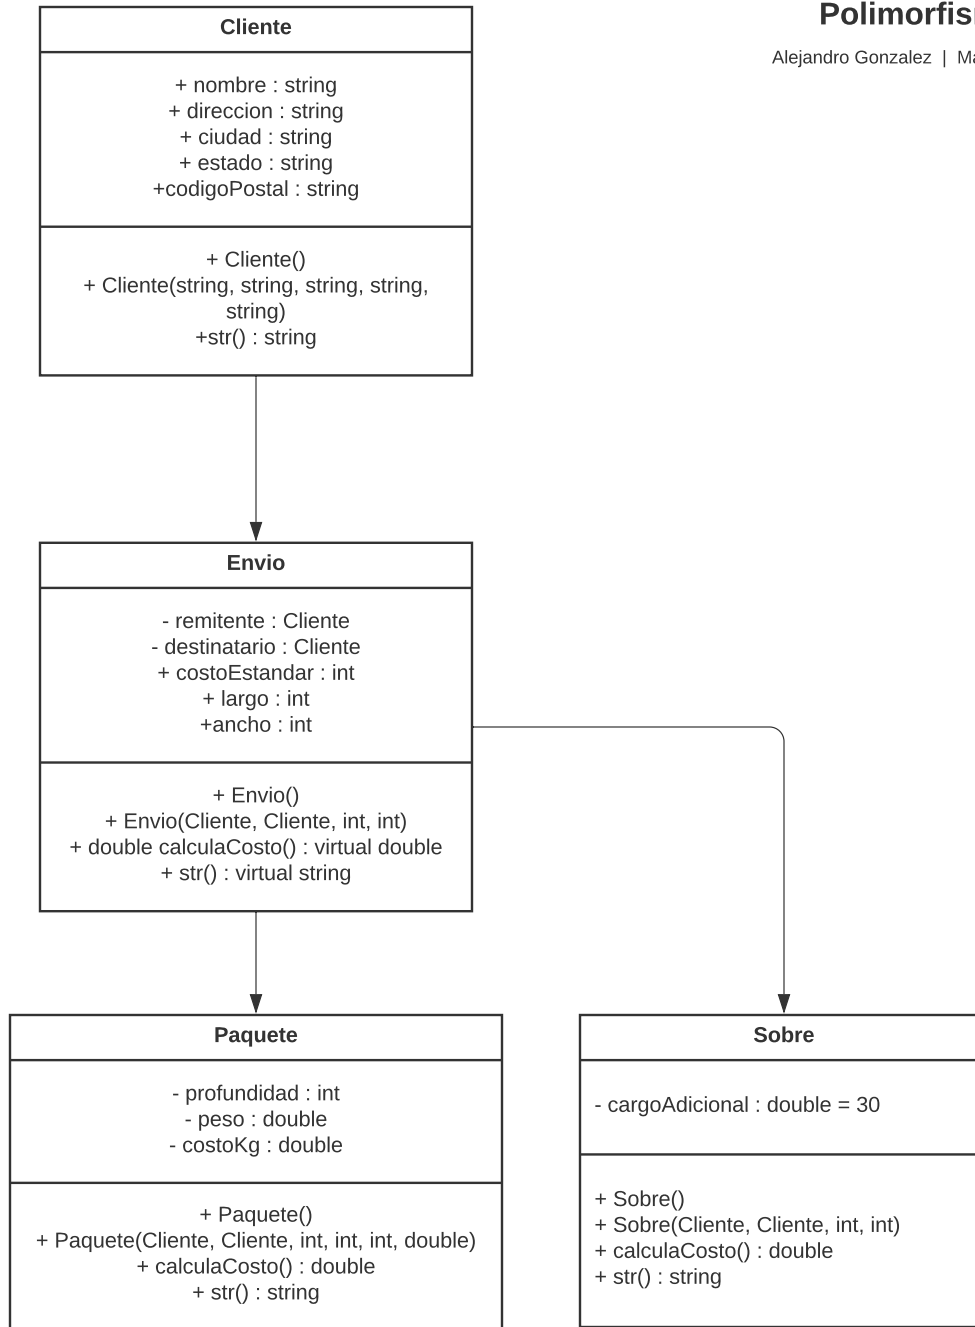 Polimorfis
Alejandro Gonzalez | Ma
Cliente
+ nombre : string
+ direccion : string
+ ciudad : string
+ estado : string
+codigoPostal : string
+ Cliente()
+ Cliente(string, string, string, string,
string)
+str() : string
Envio
- remitente : Cliente
- destinatario : Cliente
+ costoEstandar : int
+ largo : int
+ancho : int
+ Envio()
+ Envio(Cliente, Cliente, int, int)
+ double calculaCosto() : virtual double
+ str() : virtual string
Paquete
- profundidad : int
- peso : double
- costoKg : double
+ Paquete()
+ Paquete(Cliente, Cliente, int, int, int, double)
+ calculaCosto() : double
+ str() : string
Sobre
- cargoAdicional : double = 30
+ Sobre()
+ Sobre(Cliente, Cliente, int, int)
+ calculaCosto() : double
+ str() : string